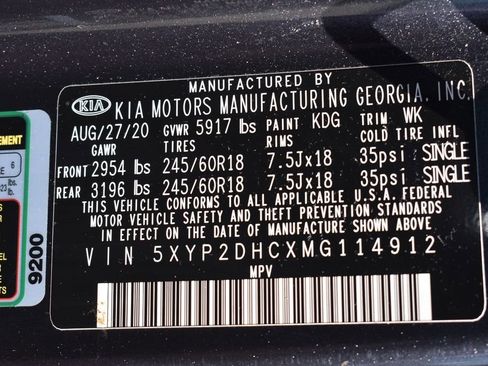 MANUFACTURED BY
KIA KIA MOTORS MANUFACTURING GEORGIA, INC.
AUG/27/20 GVWR 5917 lbs PAINT KDG TRIM WK
GAWR TIRES RIMS COLD TIRE INFL
FRONT 2954 lbs 245/60R18 7.5Jx18 35psi SINGLE
REAR 3196 lbs 245/60R18 7.5Jx18 35psi SINGLE
THIS VEHICLE CONFORMS TO ALL APPLICABLE U.S.A. FEDERAL
MOTOR VEHICLE SAFETY AND THEFT PREVENTION STANDARDS
IN EFFECT ON THE DATE OF MANUFACTURE SHOWN ABOVE
VIN 5XYP2DHCXMG114912
MPV
9200